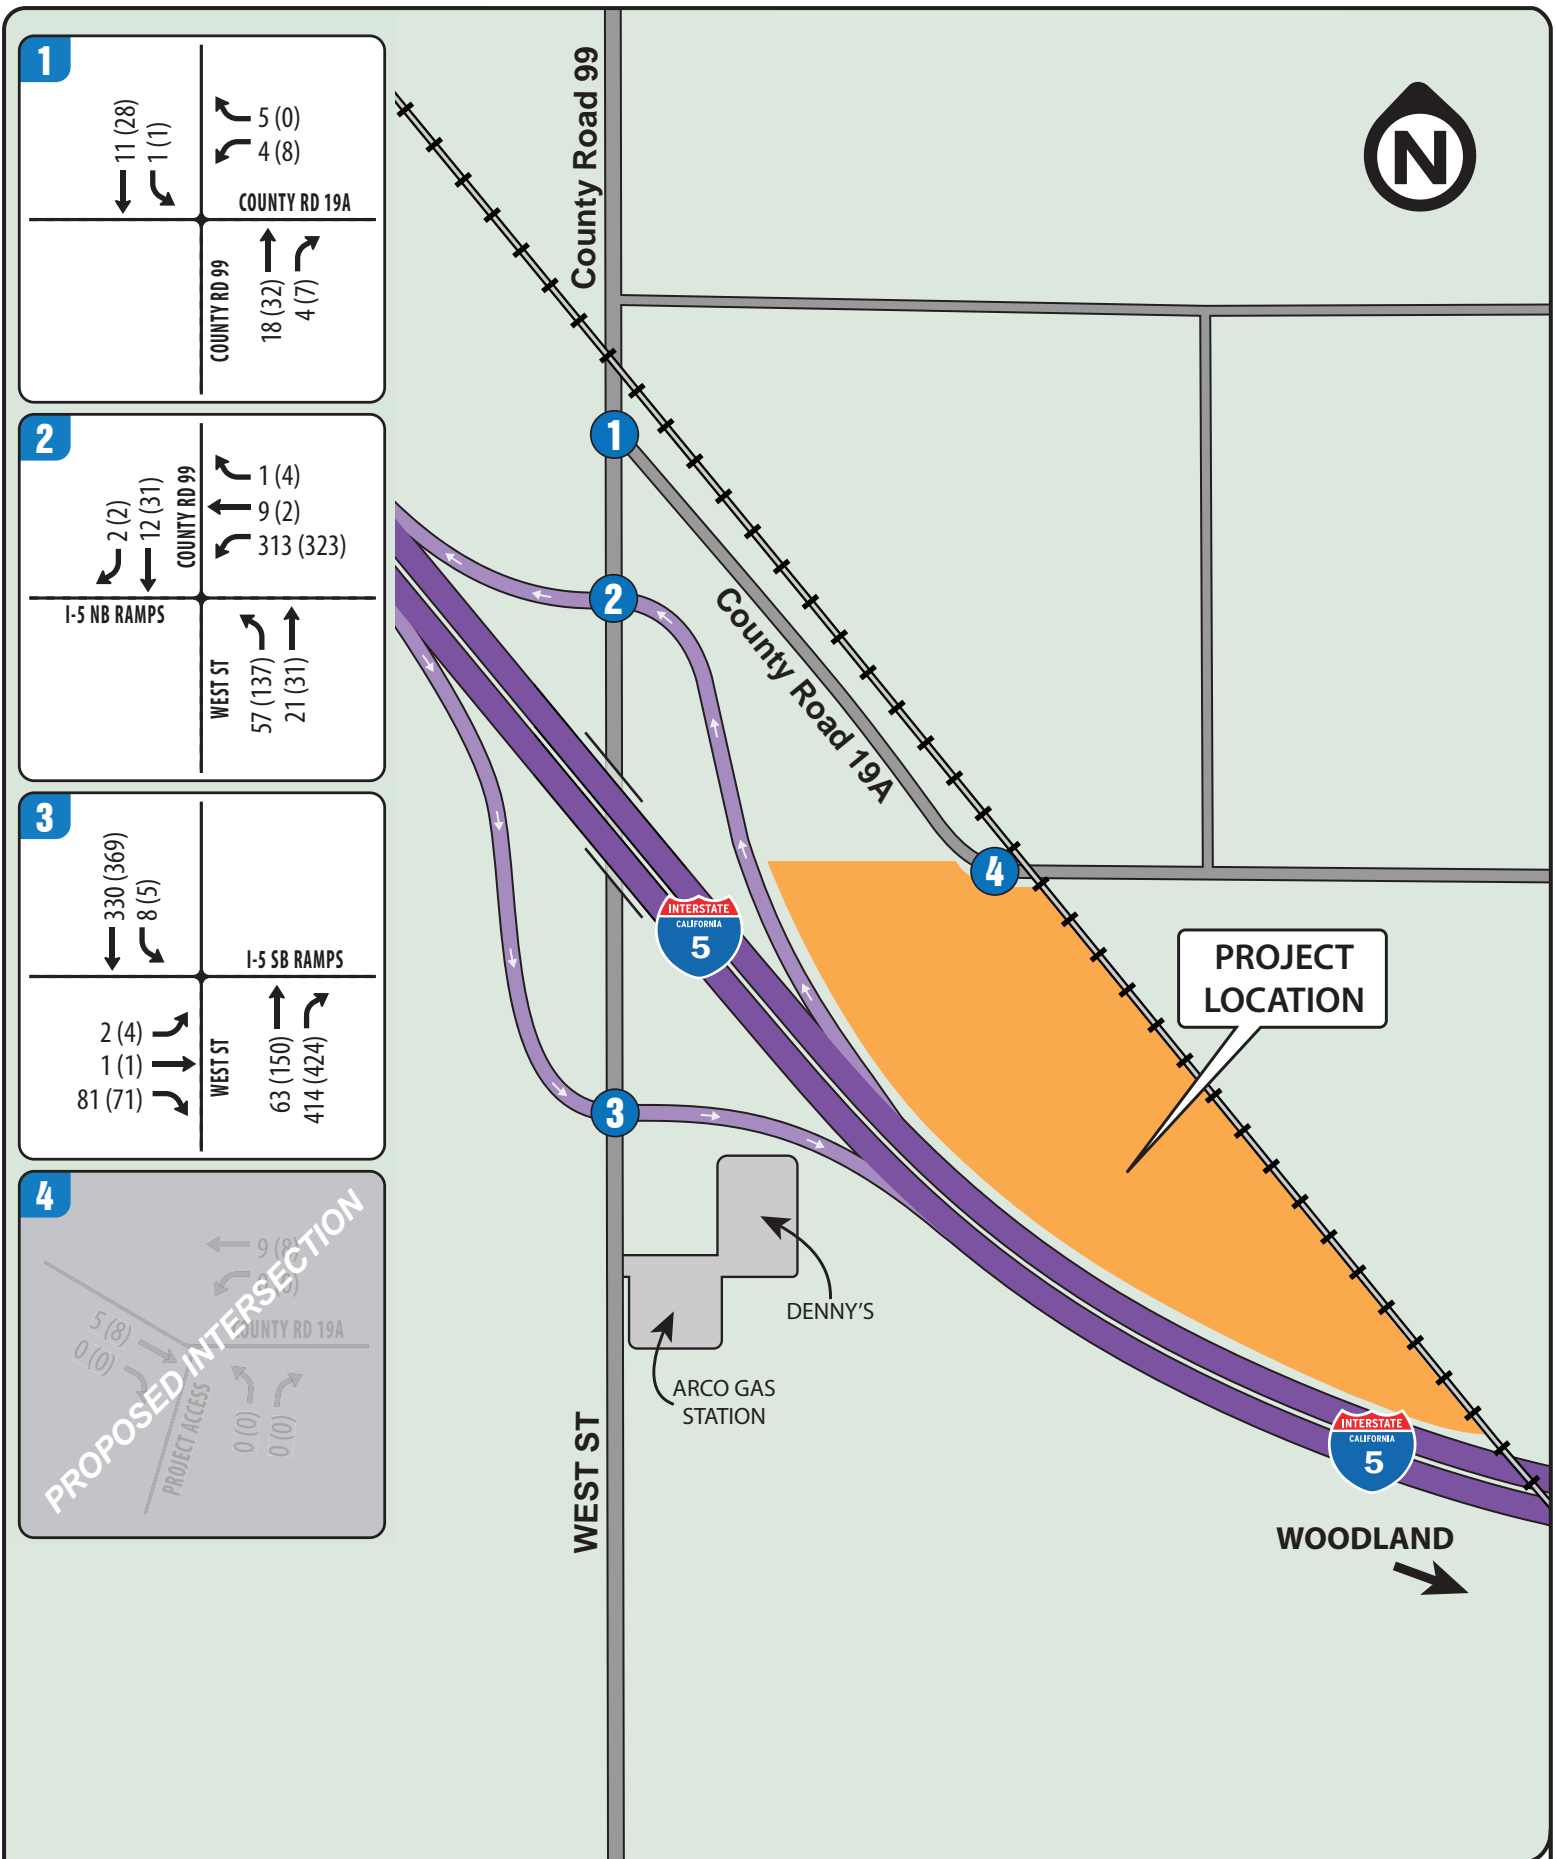 1
11 (28)
1 (1)
5 (0)
4 (8)
COUNTY RD 19A
COUNTY RD 99
18 (32)
4 (7)
2
2 (2)
12 (31)
COUNTY RD 99
1 (4)
9 (2)
313 (323)
I-5 NB RAMPS
WEST ST
57 (137)
21 (31)
3
330 (369)
8 (5)
I-5 SB RAMPS
2 (4)
1 (1)
81 (71)
WEST ST
63 (150)
414 (424)
4
9 (8)
5 (8)
0 (0)
COUNTY RD 19A
PROJECT ACCESS
0 (0)
0 (0)
PROPOSED INTERSECTION
County Road 99
N
1
2
County Road 19A
4
INTERSTATE
CALIFORNIA
5
PROJECT
LOCATION
3
DENNY'S
ARCO GAS
STATION
WEST ST
INTERSTATE
CALIFORNIA
5
WOODLAND